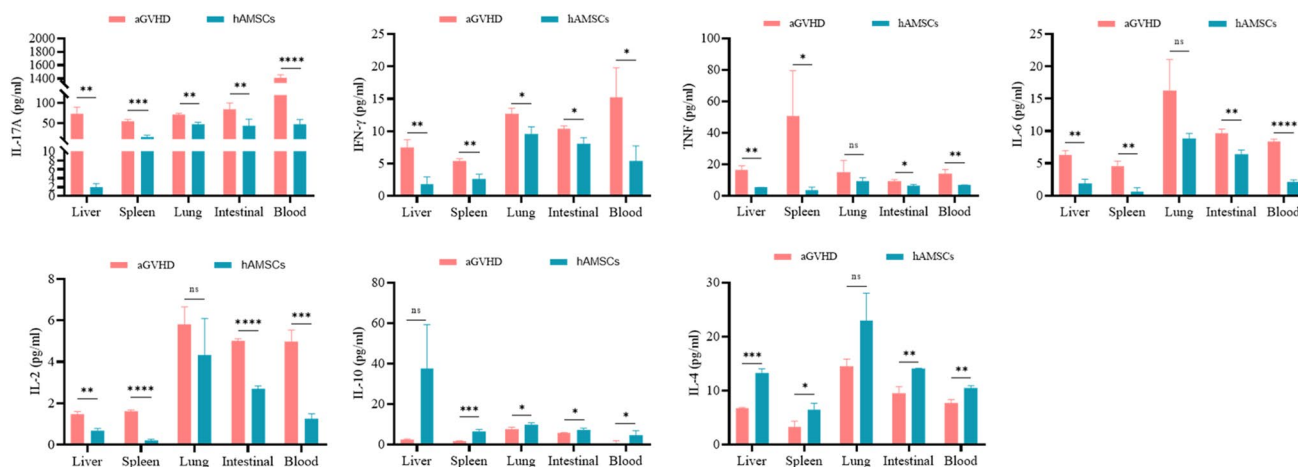 aGVHD hAMSCs
IL-17A (pg/ml)
2000
1800
1600
1400
1200
100
50
10
8
6
4
2
0
** *** ** ** ****
Liver Spleen Lung Intestinal Blood
aGVHD hAMSCs
IFN-γ (pg/ml)
25
20
15
10
5
0
** ** * * *
Liver Spleen Lung Intestinal Blood
aGVHD hAMSCs
TNF (pg/ml)
100
80
60
40
20
0
** * ns * **
Liver Spleen Lung Intestinal Blood
aGVHD hAMSCs
IL-6 (pg/ml)
25
20
15
10
5
0
** ** ns ** ****
Liver Spleen Lung Intestinal Blood
aGVHD hAMSCs
IL-2 (pg/ml)
8
6
4
2
0
** **** ns **** ***
Liver Spleen Lung Intestinal Blood
aGVHD hAMSCs
IL-10 (pg/ml)
80
60
40
20
0
ns *** * * *
Liver Spleen Lung Intestinal Blood
aGVHD hAMSCs
IL-4 (pg/ml)
30
20
10
0
*** * ns ** **
Liver Spleen Lung Intestinal Blood